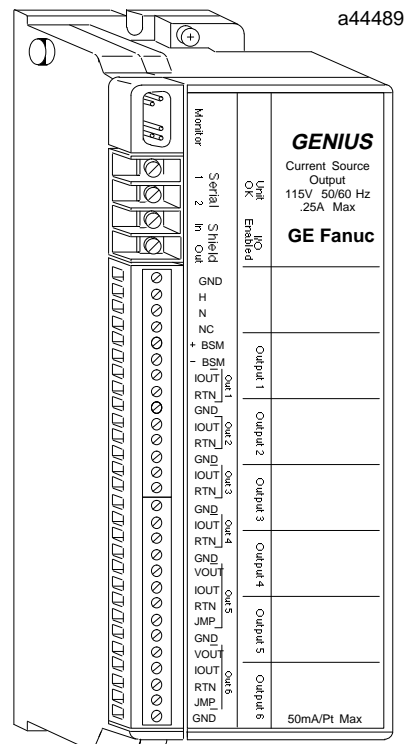 a44489
Monitor
Serial
1 2
Shield
In Out
Unit
OK
I/O
Enabled
GENIUS
Current Source
Output
115V 50/60 Hz
.25A Max
GE Fanuc
GND
H
N
NC
+ BSM
− BSM
IOUT
RTN
Out 1
GND
IOUT
RTN
Out 2
GND
IOUT
RTN
Out 3
GND
IOUT
RTN
Out 4
GND
VOUT
IOUT
RTN
JMP
Out 5
GND
VOUT
IOUT
RTN
JMP
Out 6
GND
Output 1
Output 2
Output 3
Output 4
Output 5
Output 6
50mA/Pt Max